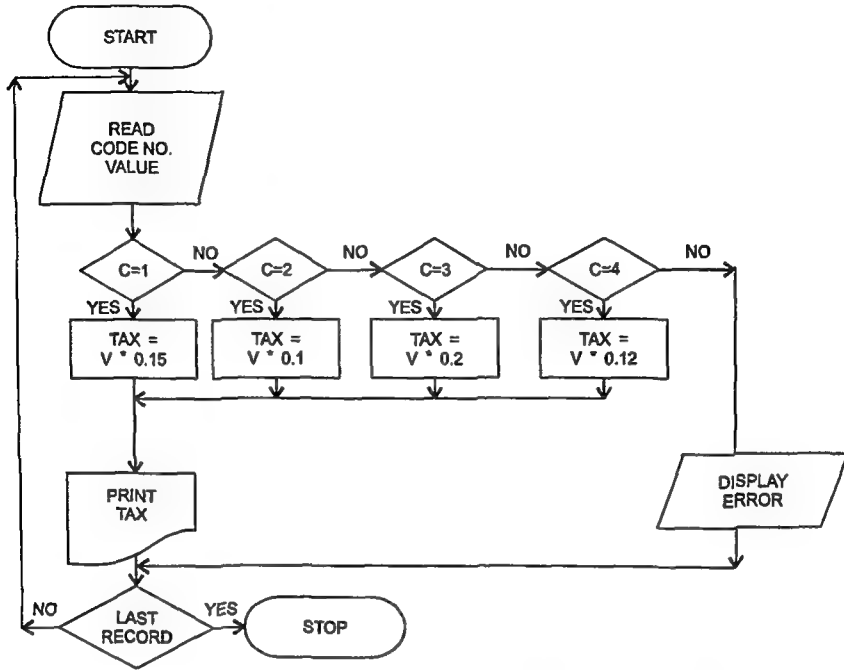 START
READ
CODE NO.
VALUE
C=1
NO
C=2
NO
C=3
NO
C=4
NO
YES
YES
YES
YES
TAX =
V * 0.15
TAX =
V * 0.1
TAX =
V * 0.2
TAX =
V * 0.12
PRINT
TAX
DISPLAY
ERROR
NO
LAST
RECORD
YES
STOP